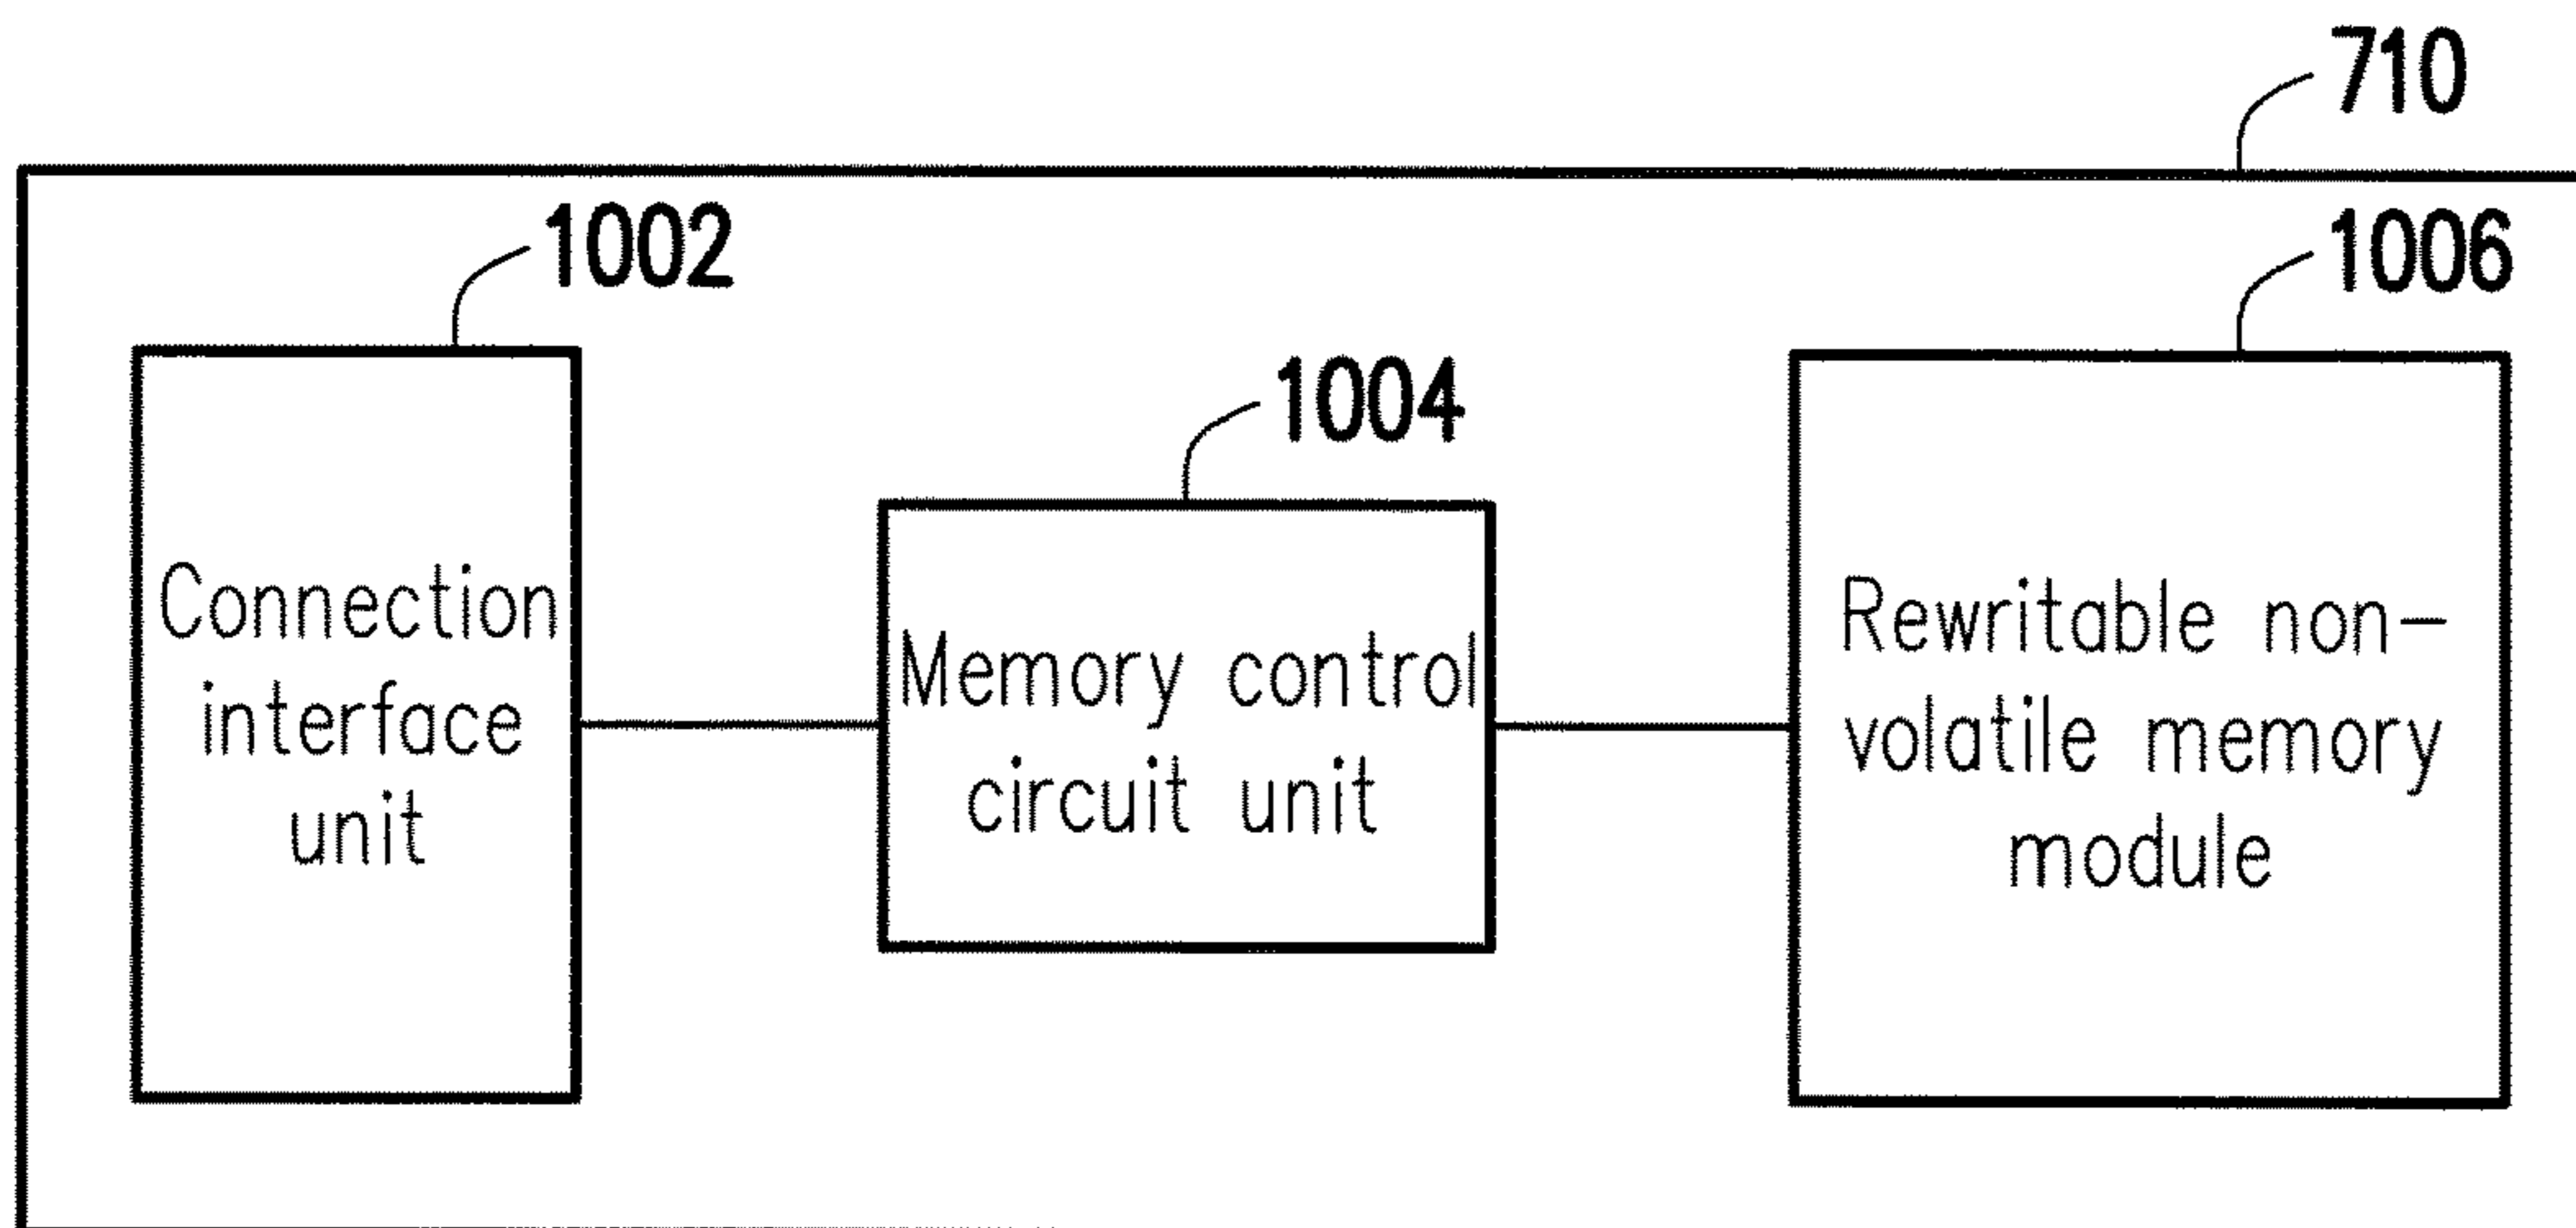 710
1002
1006
1004
Connection
interface
unit
Memory control
circuit unit
Rewritable non-
volatile memory
module